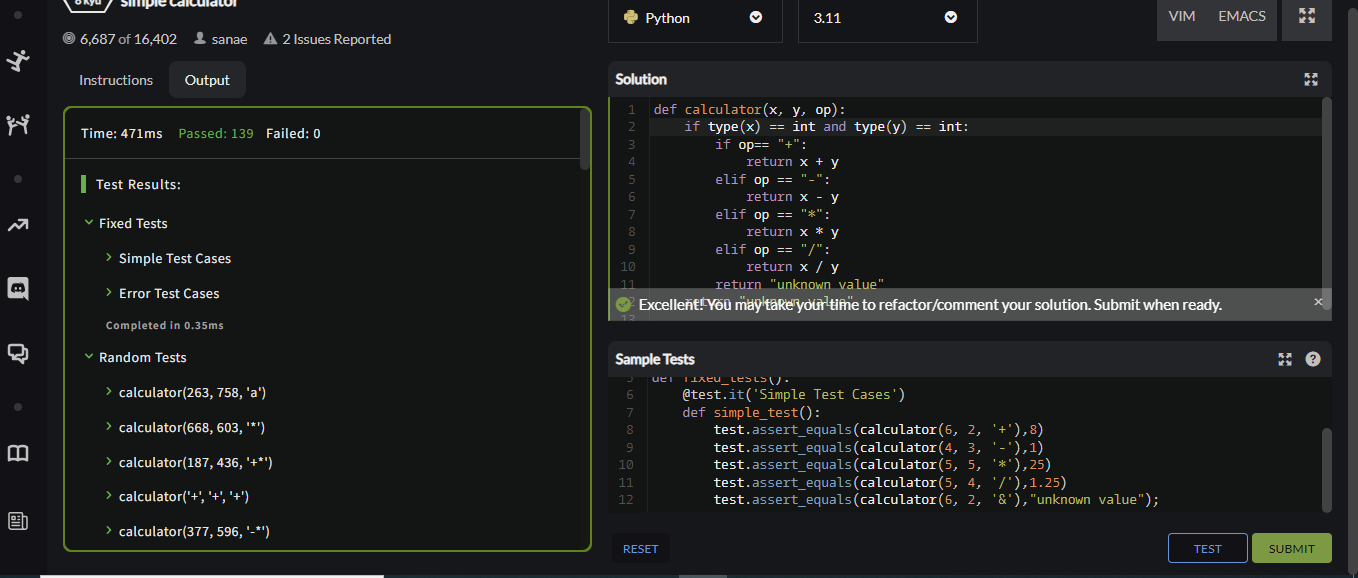 8 kyu
simple calculator
6,687 of 16,402 sanae 2 Issues Reported
Instructions Output
Time: 471ms Passed: 139 Failed: 0
Test Results:
Fixed Tests
Simple Test Cases
Error Test Cases
Completed in 0.35ms
Random Tests
calculator(263, 758, 'a')
calculator(668, 603, '*')
calculator(187, 436, '+*')
calculator('+', '+', '+')
calculator(377, 596, '-*')
Python 3.11 VIM EMACS
Solution
1 def calculator(x, y, op):
2 if type(x) == int and type(y) == int:
3 if op== "+":
4 return x + y
5 elif op == "-":
6 return x - y
7 elif op == "*":
8 return x * y
9 elif op == "/":
10 return x / y
11 return "unknown value"
12 return "unknown value"
13
Excellent! You may take your time to refactor/comment your solution. Submit when ready.
Sample Tests
5 def fixed_tests():
6 @test.it('Simple Test Cases')
7 def simple_test():
8 test.assert_equals(calculator(6, 2, '+'),8)
9 test.assert_equals(calculator(4, 3, '-'),1)
10 test.assert_equals(calculator(5, 5, '*'),25)
11 test.assert_equals(calculator(5, 4, '/'),1.25)
12 test.assert_equals(calculator(6, 2, '&'),"unknown value");
RESET TEST SUBMIT